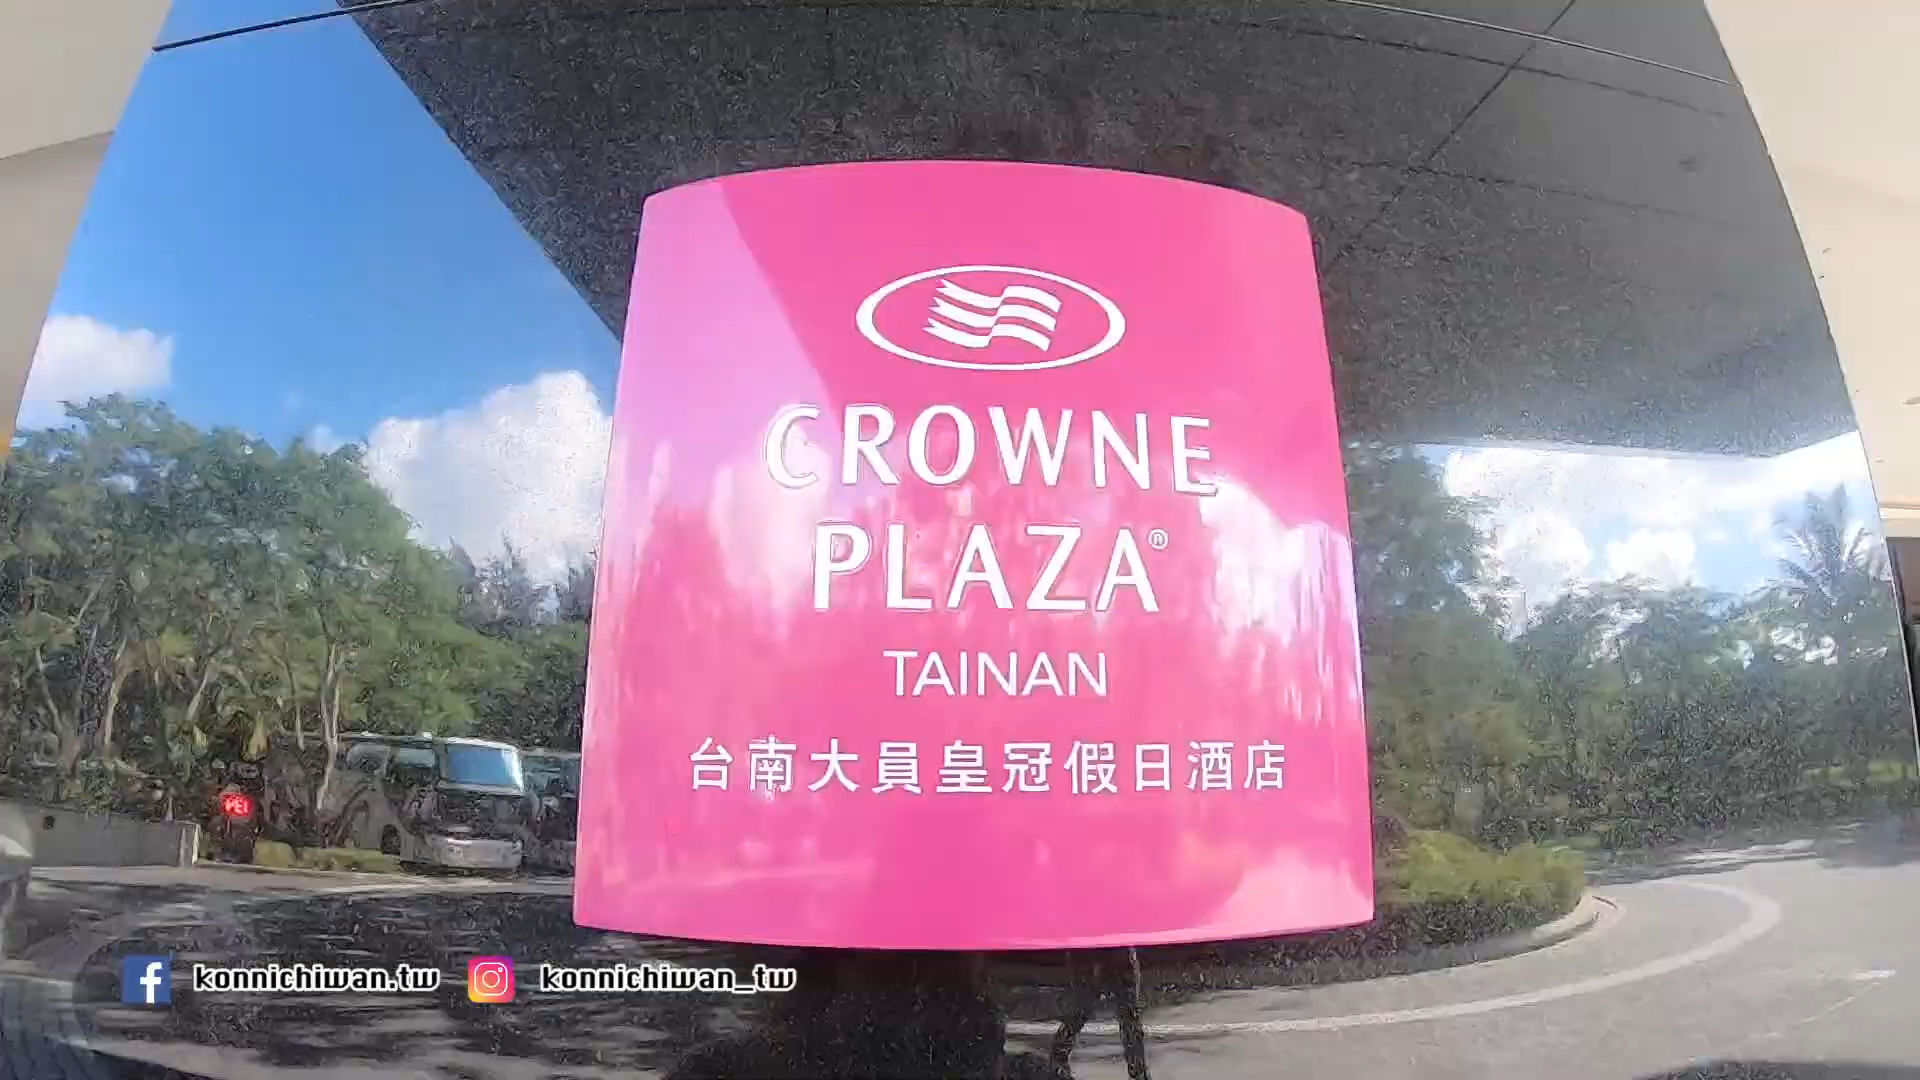 CROWNE
PLAZA®
TAINAN
台南大員皇冠假日酒店
konnichiwan.tw
konnichiwan_tw